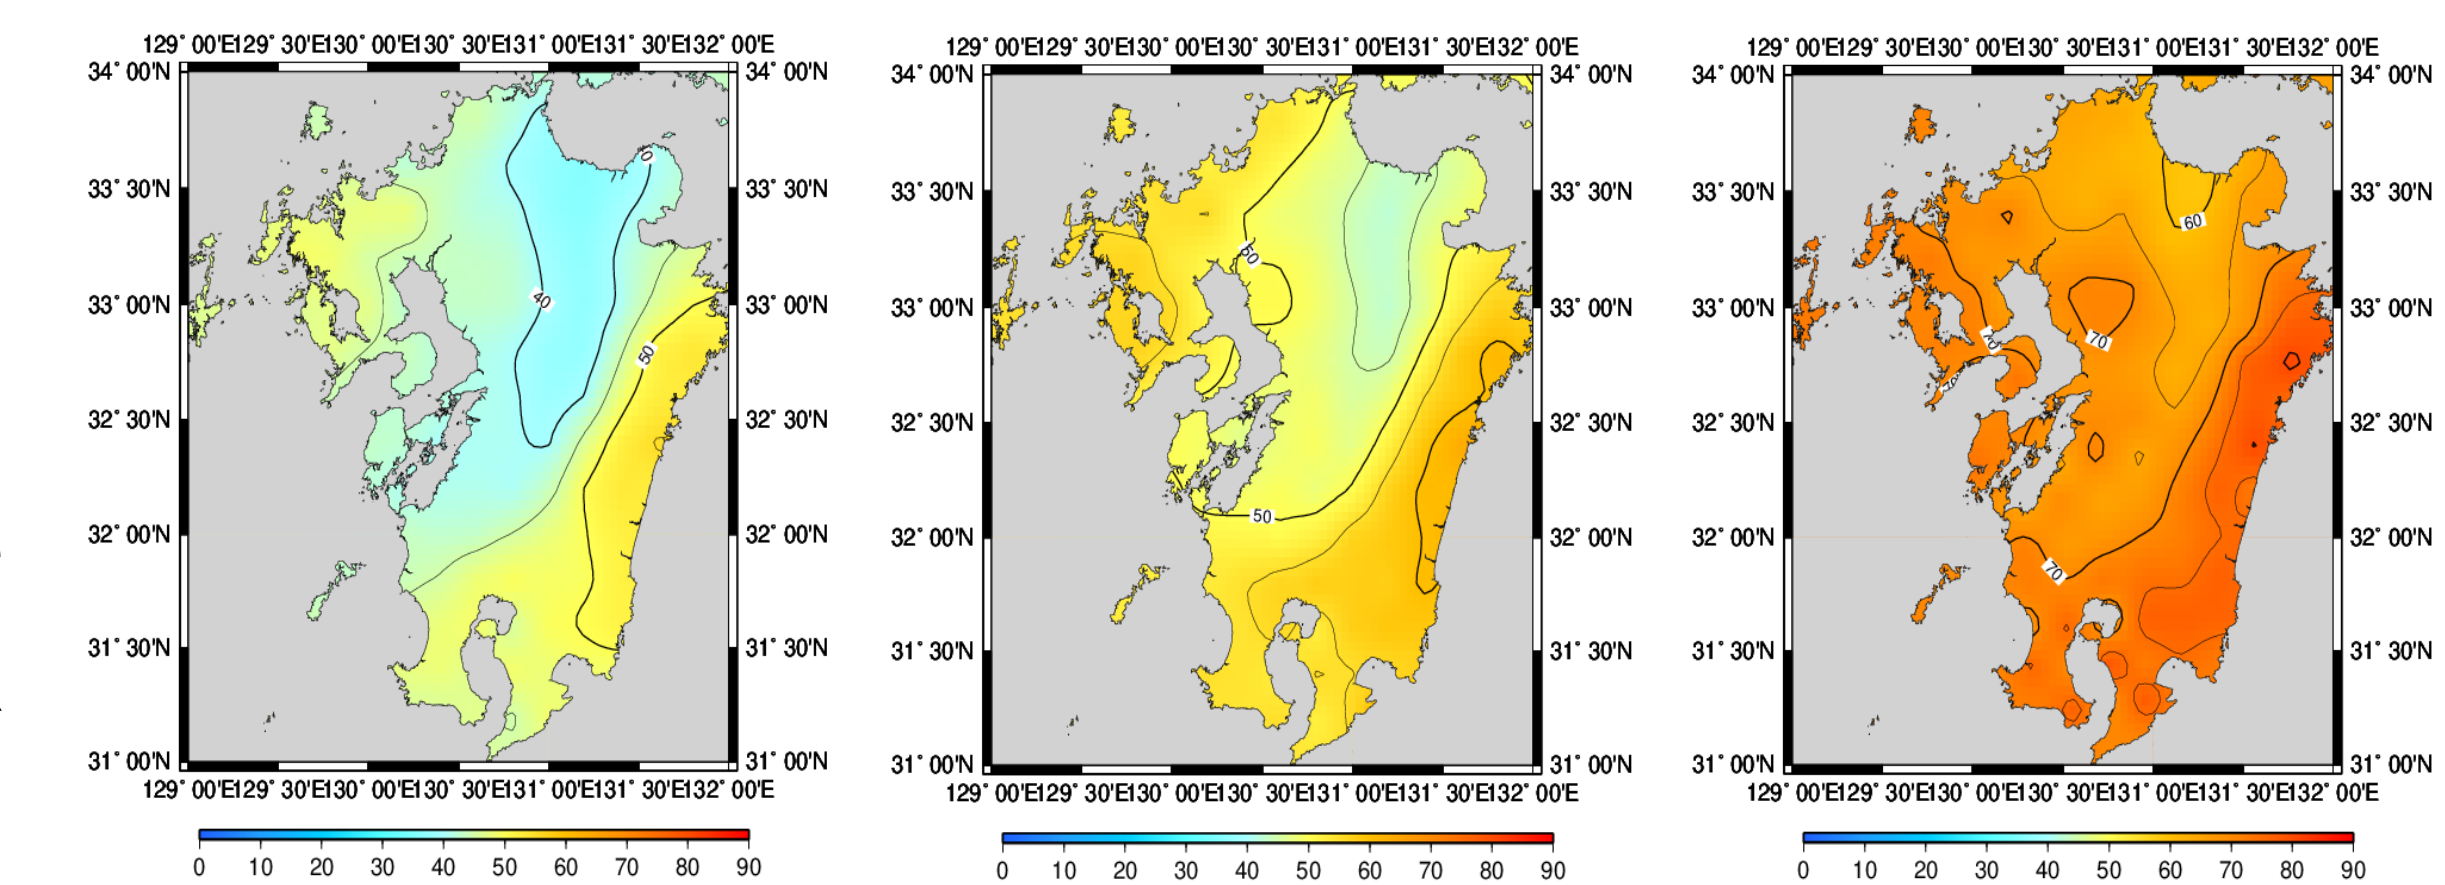 129° 00'E129° 30'E130° 00'E130° 30'E131° 00'E131° 30'E132° 00'E
34° 00'N 34° 00'N
33° 30'N 33° 30'N
33° 00'N 33° 00'N
32° 30'N 32° 30'N
32° 00'N 32° 00'N
31° 30'N 31° 30'N
31° 00'N 31° 00'N
40
50
129° 00'E129° 30'E130° 00'E130° 30'E131° 00'E131° 30'E132° 00'E
0 10 20 30 40 50 60 70 80 90
129° 00'E129° 30'E130° 00'E130° 30'E131° 00'E131° 30'E132° 00'E
34° 00'N 34° 00'N
33° 30'N 33° 30'N
33° 00'N 33° 00'N
32° 30'N 32° 30'N
32° 00'N 32° 00'N
31° 30'N 31° 30'N
31° 00'N 31° 00'N
50
50
129° 00'E129° 30'E130° 00'E130° 30'E131° 00'E131° 30'E132° 00'E
0 10 20 30 40 50 60 70 80 90
129° 00'E129° 30'E130° 00'E130° 30'E131° 00'E131° 30'E132° 00'E
34° 00'N 34° 00'N
33° 30'N 33° 30'N
33° 00'N 33° 00'N
32° 30'N 32° 30'N
32° 00'N 32° 00'N
31° 30'N 31° 30'N
31° 00'N 31° 00'N
60
70
70
70
129° 00'E129° 30'E130° 00'E130° 30'E131° 00'E131° 30'E132° 00'E
0 10 20 30 40 50 60 70 80 90